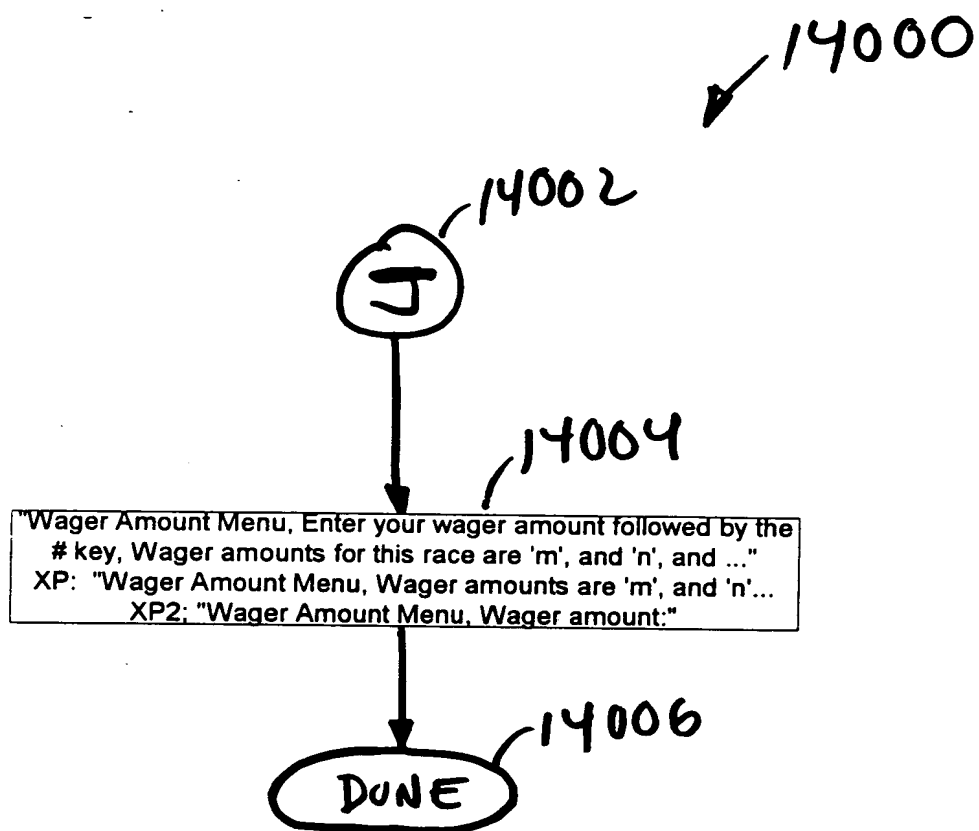 14000
14002
J
14004
"Wager Amount Menu, Enter your wager amount followed by the
# key, Wager amounts for this race are 'm', and 'n', and ..."
XP: "Wager Amount Menu, Wager amounts are 'm', and 'n'...
XP2; "Wager Amount Menu, Wager amount:"
14006
DONE